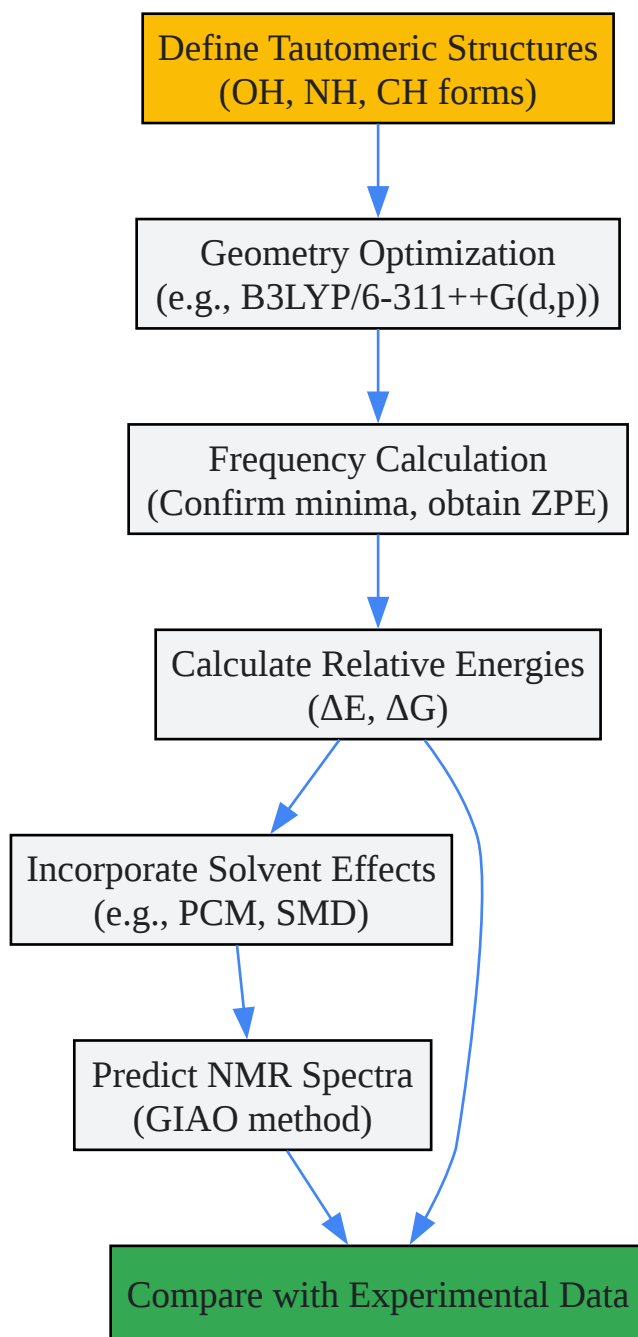 Define Tautomeric Structures
(OH, NH, CH forms)
Geometry Optimization
(e.g., B3LYP/6-311++G(d,p))
Frequency Calculation
(Confirm minima, obtain ZPE)
Calculate Relative Energies
(ΔE, ΔG)
Incorporate Solvent Effects
(e.g., PCM, SMD)
Predict NMR Spectra
(GIAO method)
Compare with Experimental Data